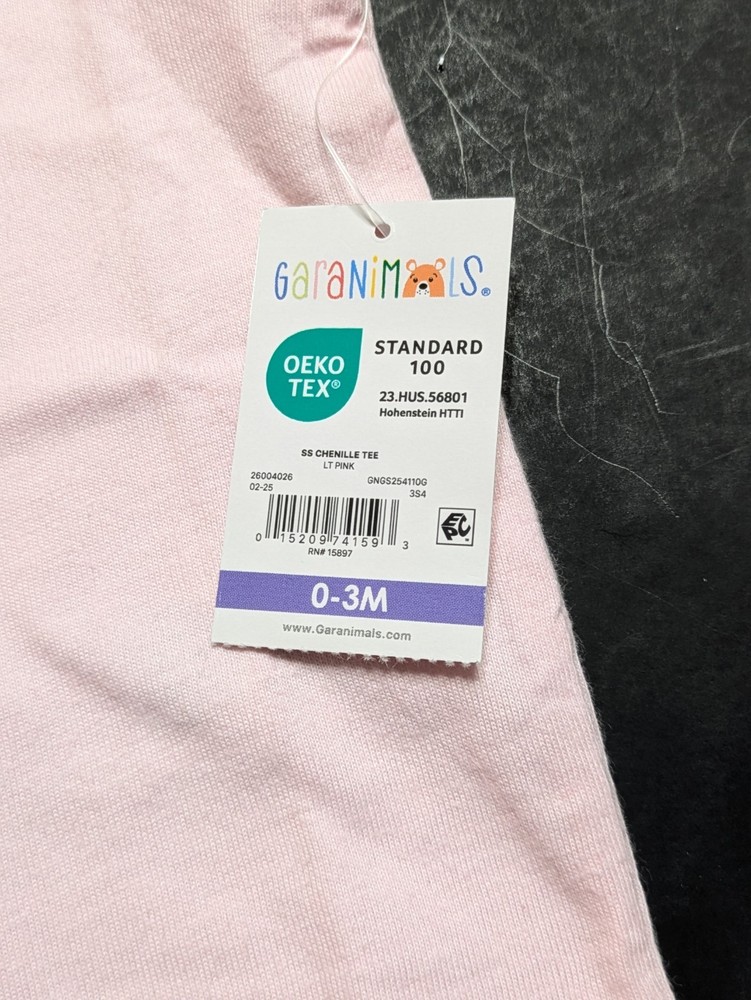 GaraNiMALS®
OEKO
TEX®
STANDARD
100
23.HUS.56801
Hohenstein HTTI
SS CHENILLE TEE
LT PINK
26004026
02-25
GNGS254110G
3S4
0 15209 74159 3
RN# 15897
EPC™
0-3M
www.Garanimals.com